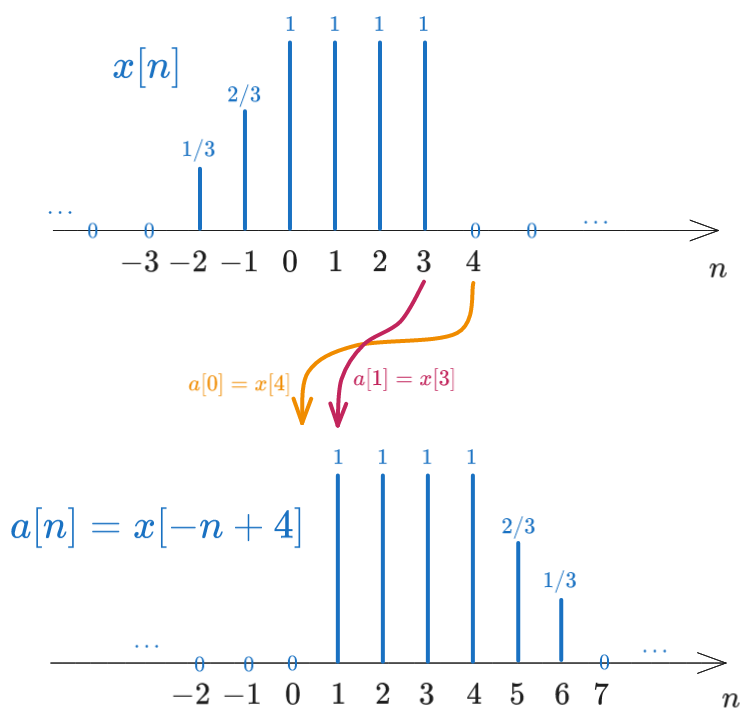 1 1 1 1
x[n]
2/3
1/3
... 0 0 0 0 ...
−3 −2 −1 0 1 2 3 4 n
a[0] = x[4] a[1] = x[3]
1 1 1 1
a[n] = x[−n + 4]
2/3
1/3
... 0 0 0 0 ...
−2 −1 0 1 2 3 4 5 6 7 n